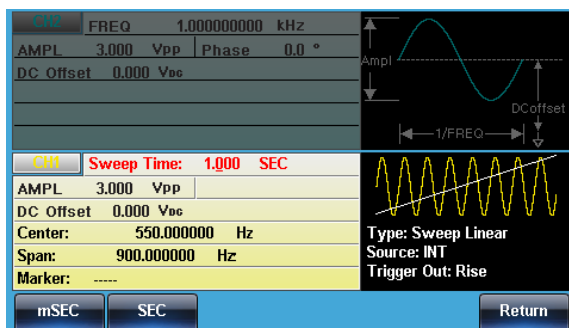 CH2 FREQ 1.000000000 kHz
AMPL 3.000 Vpp Phase 0.0 °
DC Offset 0.000 VDC
Ampl
DCoffset
1/FREQ
CH1 Sweep Time: 1.000 SEC
AMPL 3.000 Vpp
DC Offset 0.000 VDC
Center: 550.000000 Hz
Span: 900.000000 Hz
Marker: -----
Type: Sweep Linear
Source: INT
Trigger Out: Rise
mSEC SEC Return